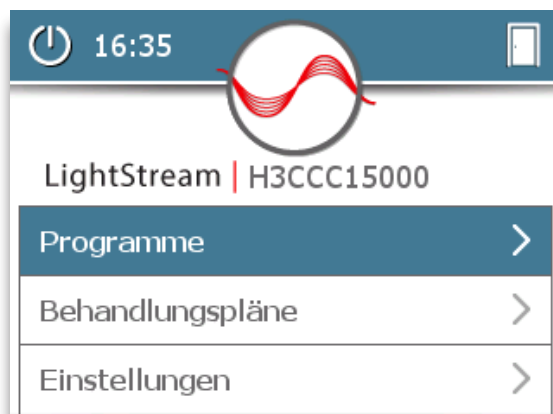 16:35
LightStream | H3CCC15000
Programme
Behandlungspläne
Einstellungen